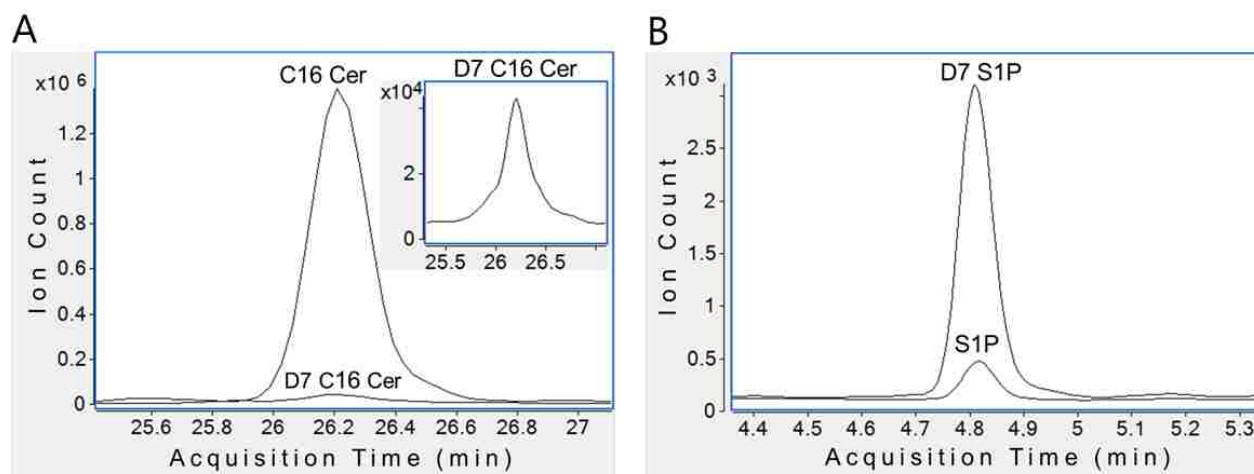 A
x10 6
C16 Cer
1.2
1
0.8
0.6
0.4
0.2
0
D7 C16 Cer
25.6 25.8 26 26.2 26.4 26.6 26.8 27
Acquisition Time (min)
Ion Count
D7 C16 Cer
x10 4
2
0
25.5 26 26.5
B
x10 3
D7 S1P
2.5
2
1.5
1
0.5
0
S1P
4.4 4.5 4.6 4.7 4.8 4.9 5 5.1 5.2 5.3
Acquisition Time (min)
Ion Count